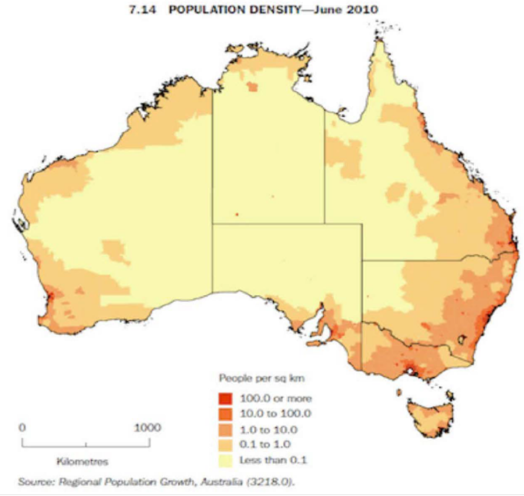 7.14 POPULATION DENSITY—June 2010
People per sq km
100.0 or more
10.0 to 100.0
1.0 to 10.0
0.1 to 1.0
Less than 0.1
0 1000
Kilometres
Source: Regional Population Growth, Australia (3218.0).